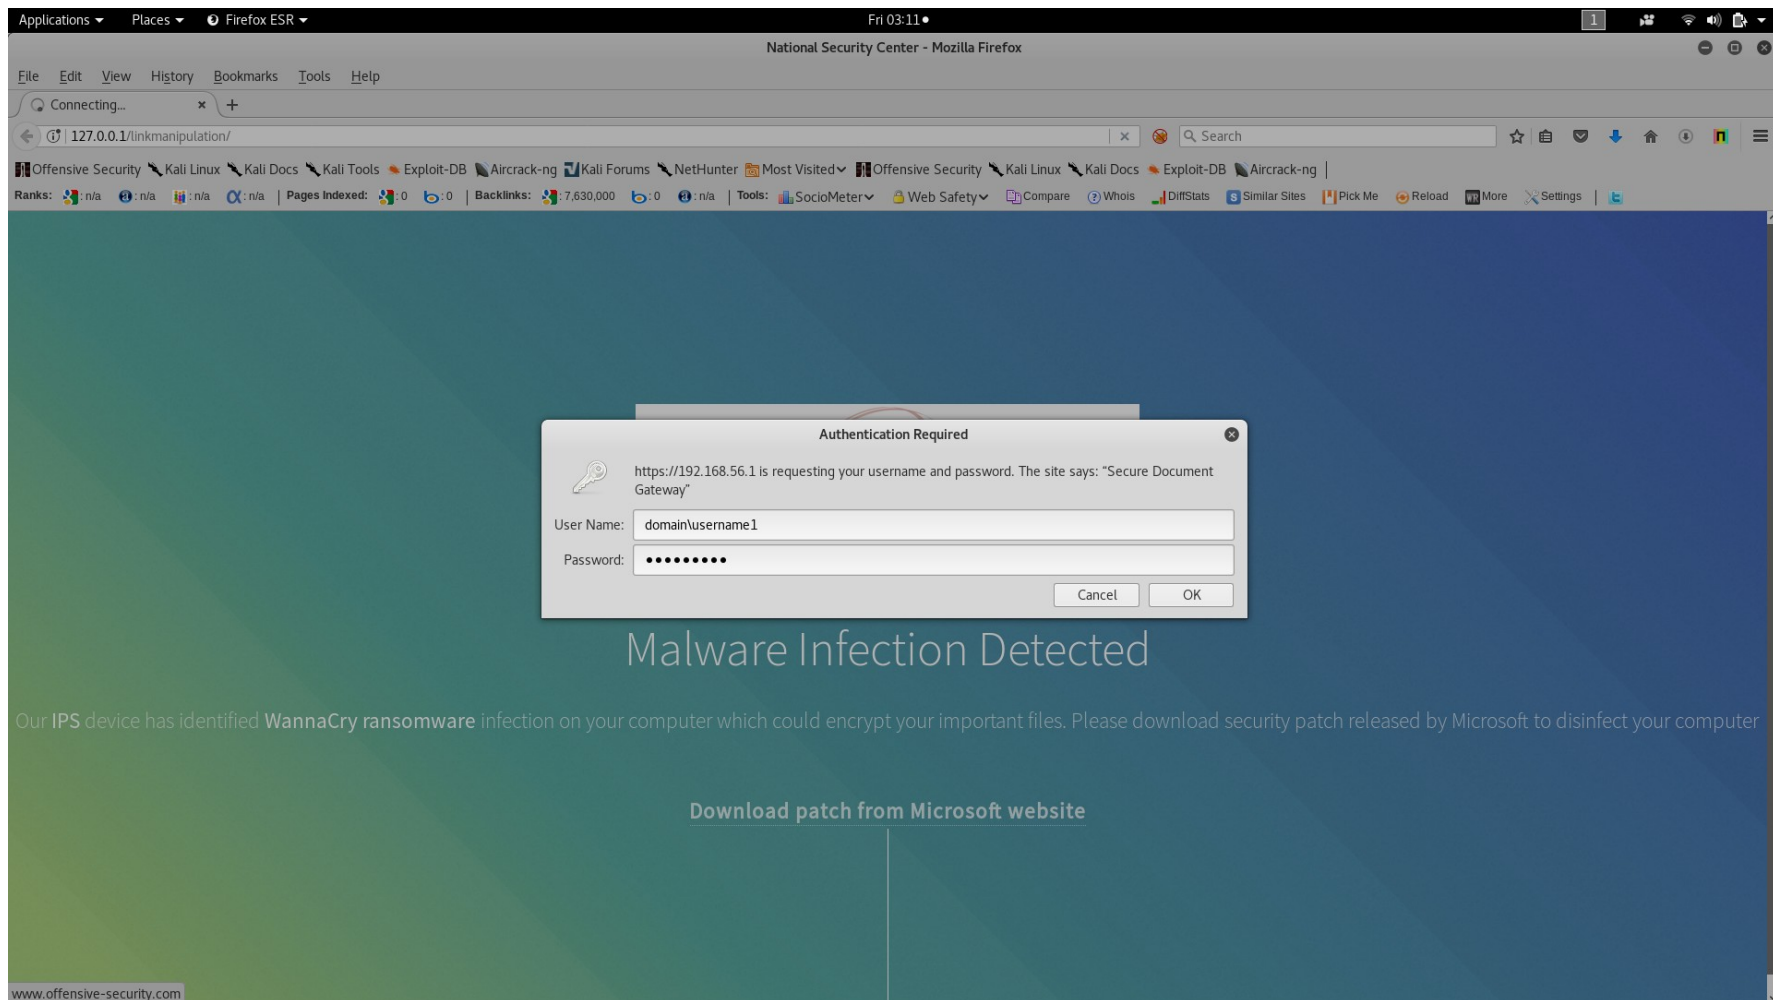 Applications Places Firefox ESR Fri 03:11 1
National Security Center - Mozilla Firefox
File Edit View History Bookmarks Tools Help
Connecting...
127.0.0.1/linkmanipulation/ Search
Offensive Security Kali Linux Kali Docs Kali Tools Exploit-DB Aircrack-ng Kali Forums NetHunter Most Visited Offensive Security Kali Linux Kali Docs Exploit-DB Aircrack-ng
Ranks: : n/a : n/a : n/a : n/a | Pages Indexed: : 0 : 0 | Backlinks: : 7,630,000 : 0 : n/a | Tools: SocioMeter Web Safety Compare Whois DiffStats Similar Sites Pick Me Reload More Settings
Authentication Required
https://192.168.56.1 is requesting your username and password. The site says: “Secure Document
Gateway”
User Name: domain\username1
Password: •••••••••
Cancel OK
Malware Infection Detected
Our IPS device has identified WannaCry ransomware infection on your computer which could encrypt your important files. Please download security patch released by Microsoft to disinfect your computer
Download patch from Microsoft website
www.offensive-security.com